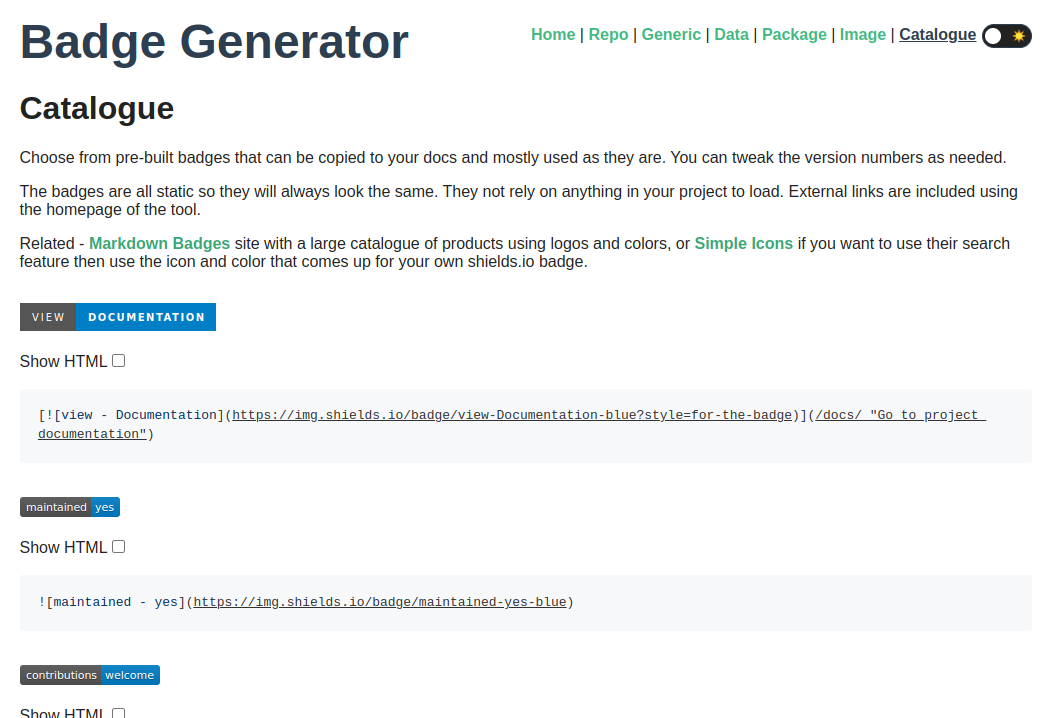 Badge Generator
Home | Repo | Generic | Data | Package | Image | Catalogue
Catalogue
Choose from pre-built badges that can be copied to your docs and mostly used as they are. You can tweak the version numbers as needed.
The badges are all static so they will always look the same. They not rely on anything in your project to load. External links are included using
the homepage of the tool.
Related - Markdown Badges site with a large catalogue of products using logos and colors, or Simple Icons if you want to use their search
feature then use the icon and color that comes up for your own shields.io badge.
VIEW DOCUMENTATION
Show HTML
[![view - Documentation](https://img.shields.io/badge/view-Documentation-blue?style=for-the-badge)](/docs/ "Go to project
documentation")
maintained yes
Show HTML
![maintained - yes](https://img.shields.io/badge/maintained-yes-blue)
contributions welcome
Show HTML